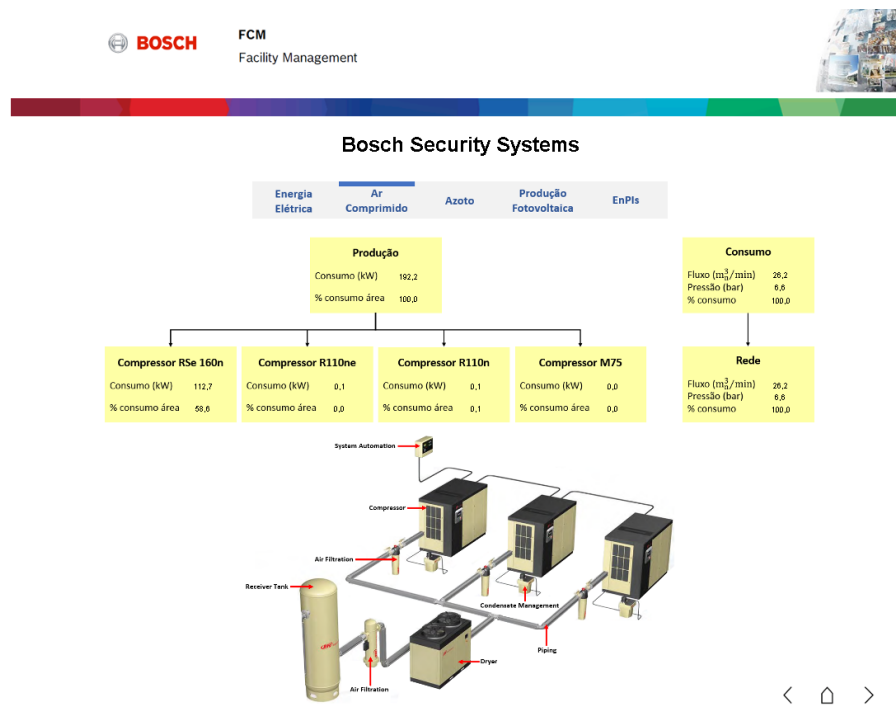 BOSCH
FCM
Facility Management
Bosch Security Systems
Energia
Elétrica
Ar
Comprimido
Azoto
Produção
Fotovoltaica
EnPIs
Produção
Consumo (kW) 192,2
% consumo área 100,0
Consumo
Fluxo (m³n/min) 26,2
Pressão (bar) 6,6
% consumo 100,0
Compressor RSe 160n
Consumo (kW) 112,7
% consumo área 58,6
Compressor R110ne
Consumo (kW) 0,1
% consumo área 0,0
Compressor R110n
Consumo (kW) 0,1
% consumo área 0,1
Compressor M75
Consumo (kW) 0,0
% consumo área 0,0
Rede
Fluxo (m³n/min) 26,2
Pressão (bar) 6,6
% consumo 100,0
System Automation
Compressor
Air Filtration
Receiver Tank
Condensate Management
Piping
Dryer
Air Filtration